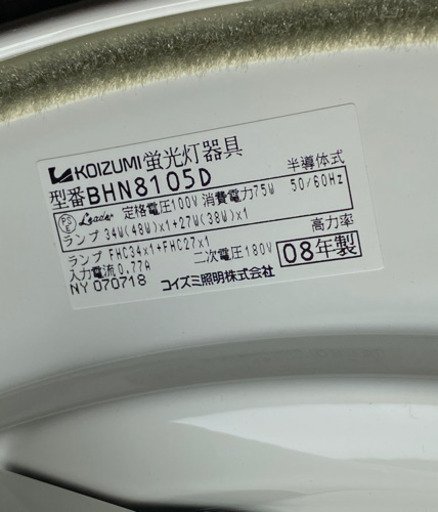 KOIZUMI 蛍光灯器具
型番BHN8105D 半導体式
PSE Leader 定格電圧100V 消費電力75W 50/60Hz
ランプ 34W(48W)x1+27W(38W)x1 高力率
ランプ FHC34x1+FHC27x1
入力電流0.77A 二次電圧180V 08年製
NY 070718 コイズミ照明株式会社